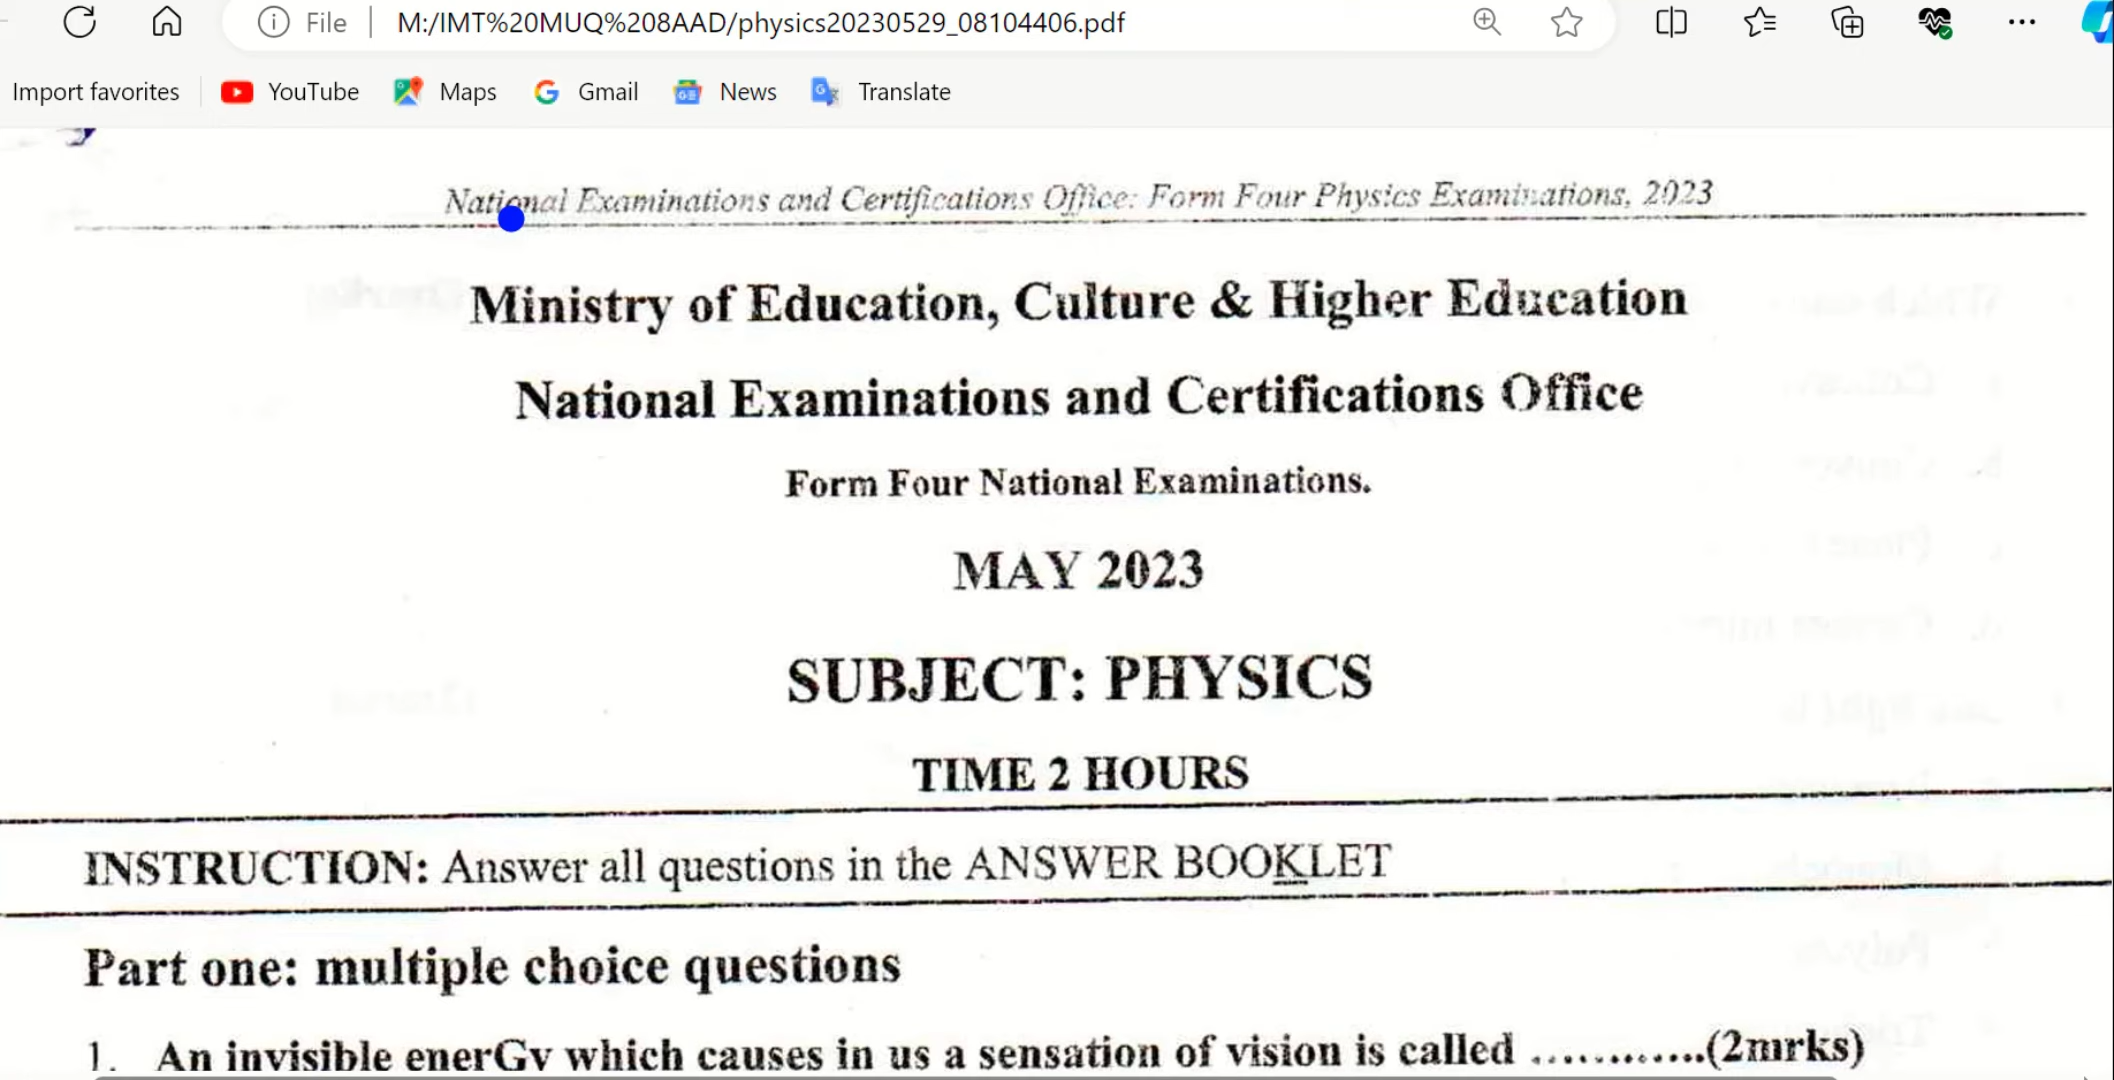 File M:/IMT%20MUQ%208AAD/physics20230529_08104406.pdf
Import favorites YouTube Maps Gmail News Translate
National Examinations and Certifications Office: Form Four Physics Examinations, 2023
Ministry of Education, Culture & Higher Education
National Examinations and Certifications Office
Form Four National Examinations.
MAY 2023
SUBJECT: PHYSICS
TIME 2 HOURS
INSTRUCTION: Answer all questions in the ANSWER BOOKLET
Part one: multiple choice questions
1. An invisible enerGy which causes in us a sensation of vision is called .............(2mrks)